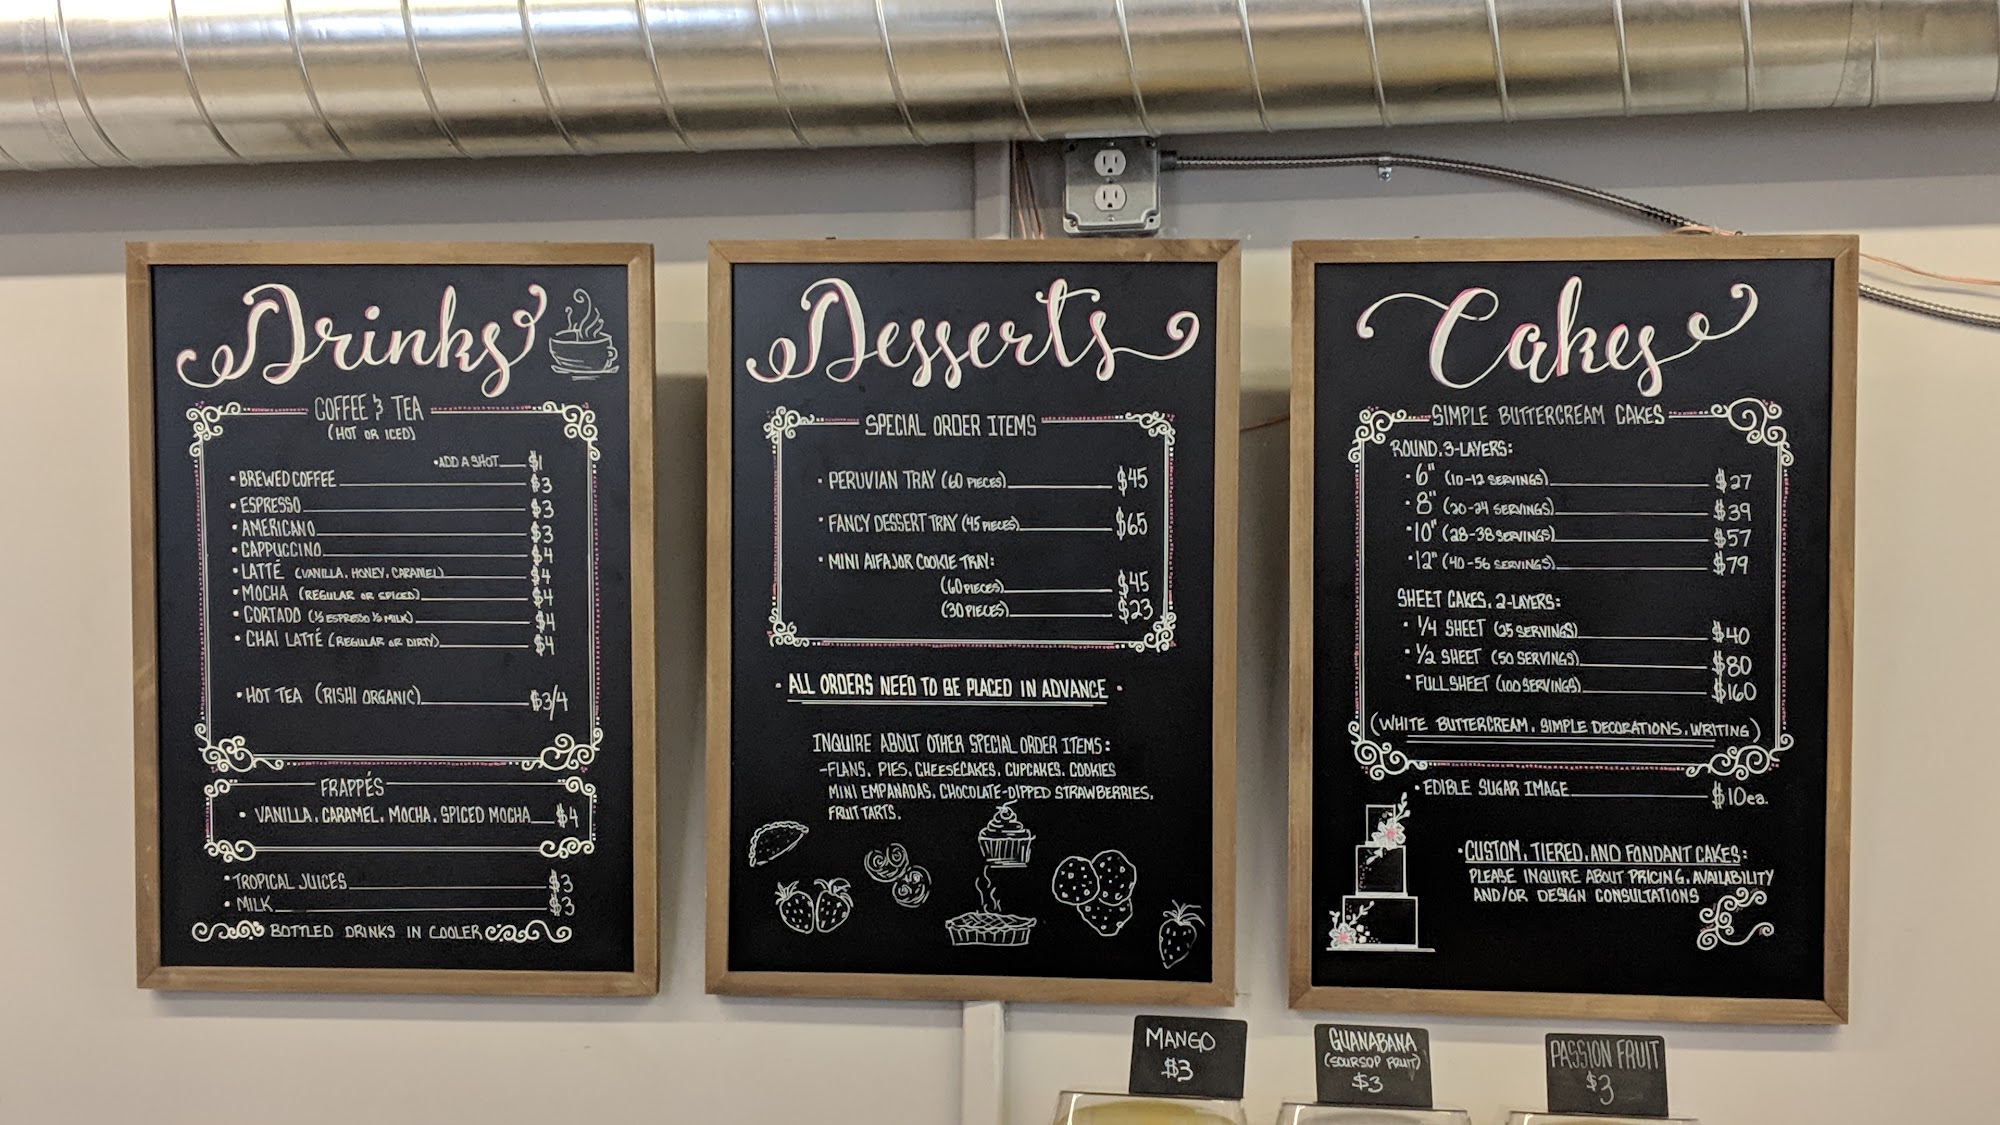 Drinks
COFFEE & TEA
(HOT OR ICED)
• ADD A SHOT $1
• BREWED COFFEE $3
• ESPRESSO $3
• AMERICANO $3
• CAPPUCCINO $4
• LATTÉ (VANILLA, HONEY, CARAMEL) $4
• MOCHA (REGULAR OR SPICED) $4
• CORTADO (½ ESPRESSO ½ MILK) $4
• CHAI LATTÉ (REGULAR OR DIRTY) $4
• HOT TEA (RISHI ORGANIC) $3/4
FRAPPÉS
• VANILLA, CARAMEL, MOCHA, SPICED MOCHA $4
• TROPICAL JUICES $3
• MILK $3
BOTTLED DRINKS IN COOLER
Desserts
SPECIAL ORDER ITEMS
• PERUVIAN TRAY (60 PIECES) $45
• FANCY DESSERT TRAY (45 PIECES) $65
• MINI AlFAJOR COOKIE TRAY:
(60 PIECES) $45
(30 PIECES) $23
• ALL ORDERS NEED TO BE PLACED IN ADVANCE •
INQUIRE ABOUT OTHER SPECIAL ORDER ITEMS:
-FLANS, PIES, CHEESECAKES, CUPCAKES, COOKIES
MINI EMPANADAS, CHOCOLATE-DIPPED STRAWBERRIES,
FRUIT TARTS.
Cakes
SIMPLE BUTTERCREAM CAKES
ROUND, 3-LAYERS:
• 6" (10-12 SERVINGS) $27
• 8" (20-24 SERVINGS) $39
• 10" (28-38 SERVINGS) $57
• 12" (40-56 SERVINGS) $79
SHEET CAKES, 2-LAYERS:
• 1/4 SHEET (25 SERVINGS) $40
• 1/2 SHEET (50 SERVINGS) $80
• FULL SHEET (100 SERVINGS) $160
(WHITE BUTTERCREAM, SIMPLE DECORATIONS, WRITING)
• EDIBLE SUGAR IMAGE $10ea.
• CUSTOM, TIERED, AND FONDANT CAKES:
PLEASE INQUIRE ABOUT PRICING, AVAILABILITY
AND/OR DESIGN CONSULTATIONS
MANGO
$3
GUANABANA
(SOURSOP FRUIT)
$3
PASSION FRUIT
$3